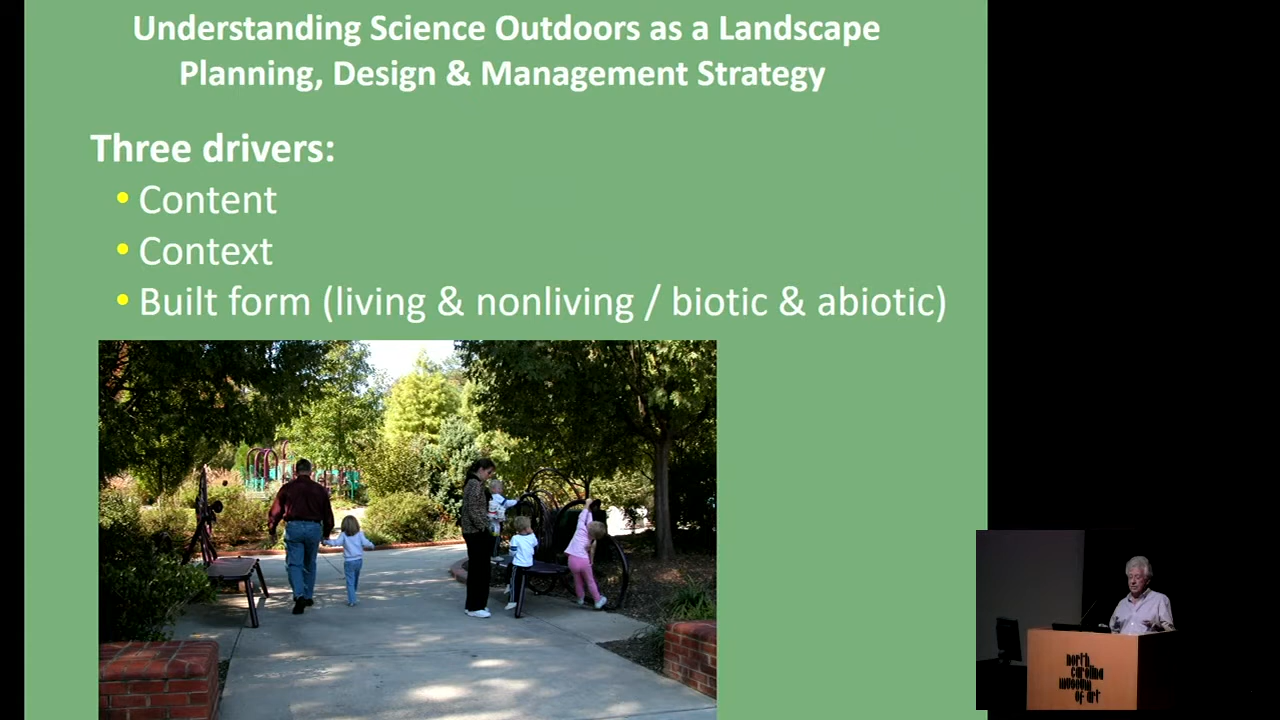 Understanding Science Outdoors as a Landscape
Planning, Design & Management Strategy
Three drivers:
• Content
• Context
• Built form (living & nonliving / biotic & abiotic)
north
carolina
museum
of art